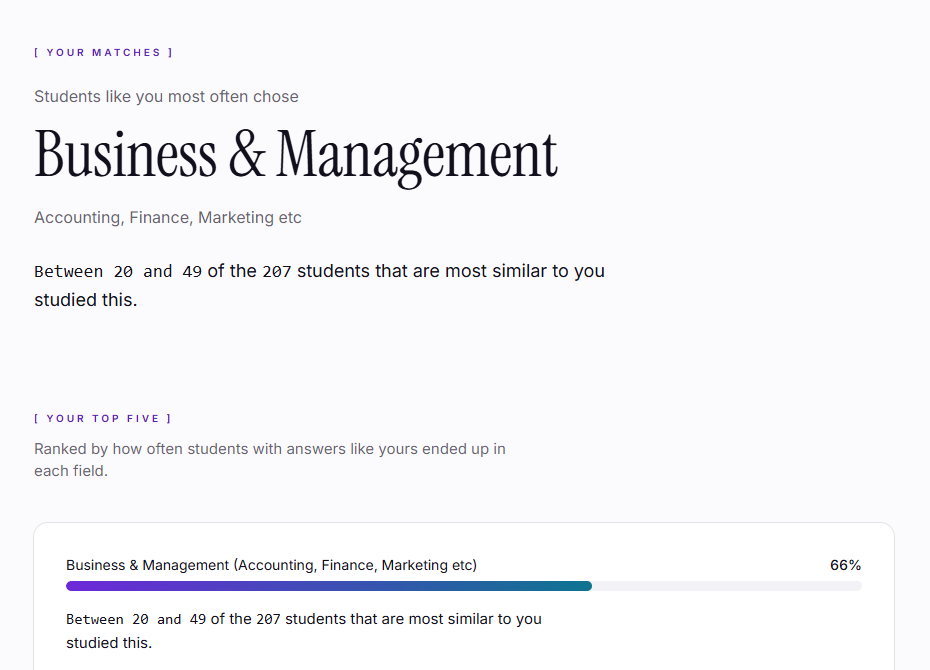 [ YOUR MATCHES ]
Students like you most often chose
Business & Management
Accounting, Finance, Marketing etc
Between 20 and 49 of the 207 students that are most similar to you
studied this.
[ YOUR TOP FIVE ]
Ranked by how often students with answers like yours ended up in
each field.
Business & Management (Accounting, Finance, Marketing etc) 66%
Between 20 and 49 of the 207 students that are most similar to you
studied this.